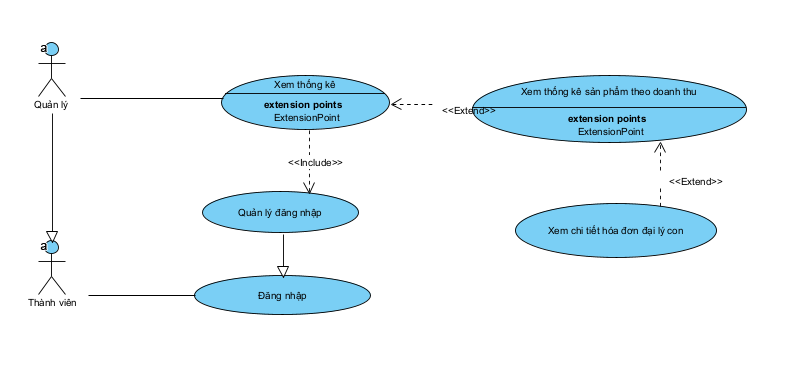 a
Quản lý
Xem thống kê
extension points
ExtensionPoint
<<Extend>>
Xem thống kê sản phẩm theo doanh thu
extension points
ExtensionPoint
<<Include>>
<<Extend>>
Quản lý đăng nhập
Xem chi tiết hóa đơn đại lý con
a
Thành viên
Đăng nhập